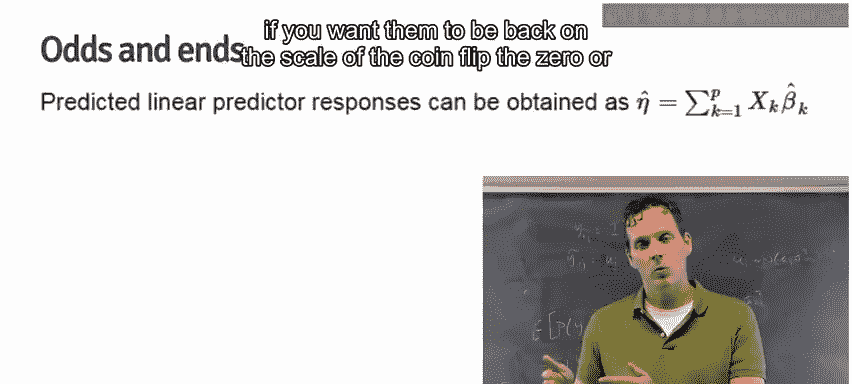 if you want them to be back on
Odds and ends
the scale of the coin flip the zero or
Predicted linear predictor responses can be obtained as η̂ = ∑ᵖₖ₌₁ Xₖβ̂ₖ